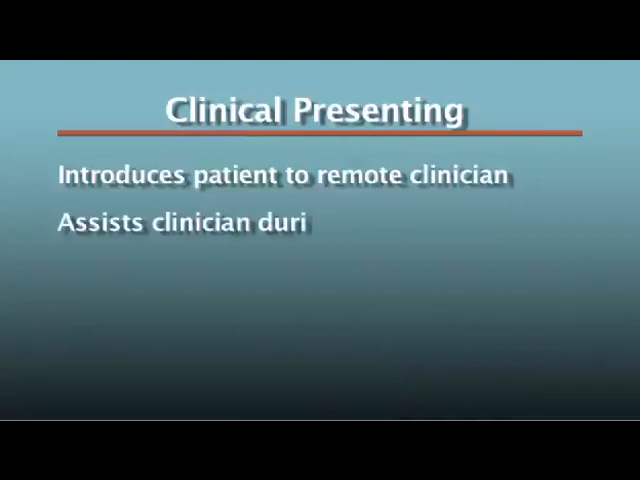 Clinical Presenting
Introduces patient to remote clinician
Assists clinician duri